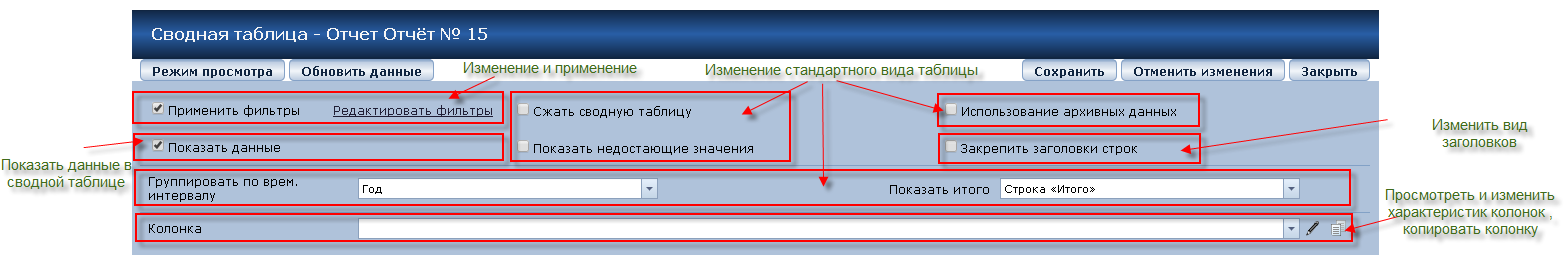 Сводная таблица - Отчет Отчёт № 15
Режим просмотра Обновить данные Изменение и применение Изменение стандартного вида таблицы Сохранить Отменить изменения Закрыть
Применить фильтры Редактировать фильтры Сжать сводную таблицу Использование архивных данных
Показать данные Показать недостающие значения Закрепить заголовки строк
Изменить вид
заголовков
Показать данные в
сводной таблице
Группировать по врем.
интервалу
Год Показать итого Строка «Итого»
Просмотреть и изменить
характеристик колонок ,
копировать колонку
Колонка